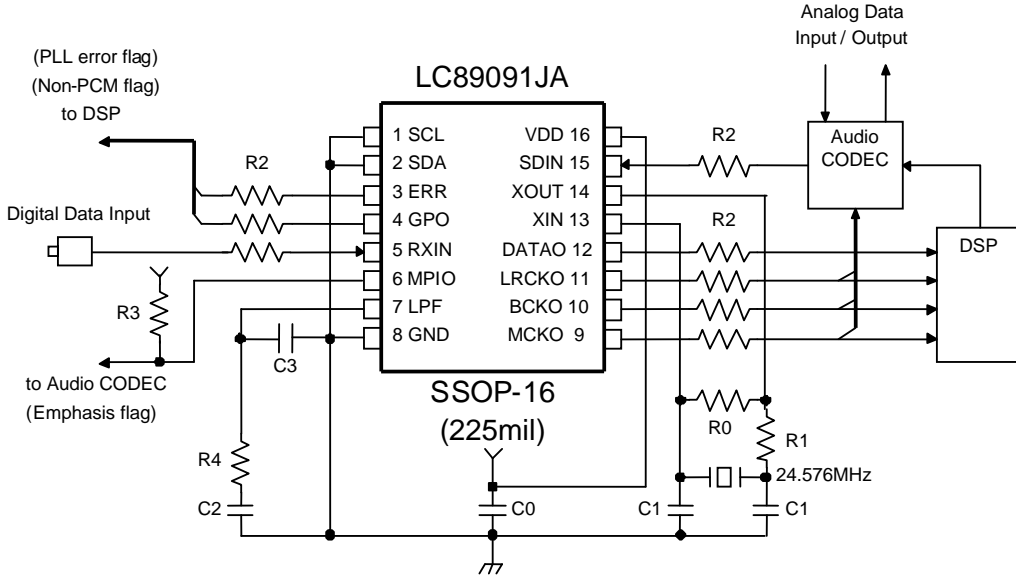 Analog Data
Input / Output
(PLL error flag)
(Non-PCM flag)
to DSP
LC89091JA
1 SCL
2 SDA
3 ERR
4 GPO
5 RXIN
6 MPIO
7 LPF
8 GND
VDD 16
SDIN 15
XOUT 14
XIN 13
DATAO 12
LRCKO 11
BCKO 10
MCKO 9
R2
R2
R2
Audio
CODEC
DSP
Digital Data Input
R3
C3
to Audio CODEC
(Emphasis flag)
SSOP-16
(225mil)
R0
R1
R4
24.576MHz
C2
C0
C1
C1